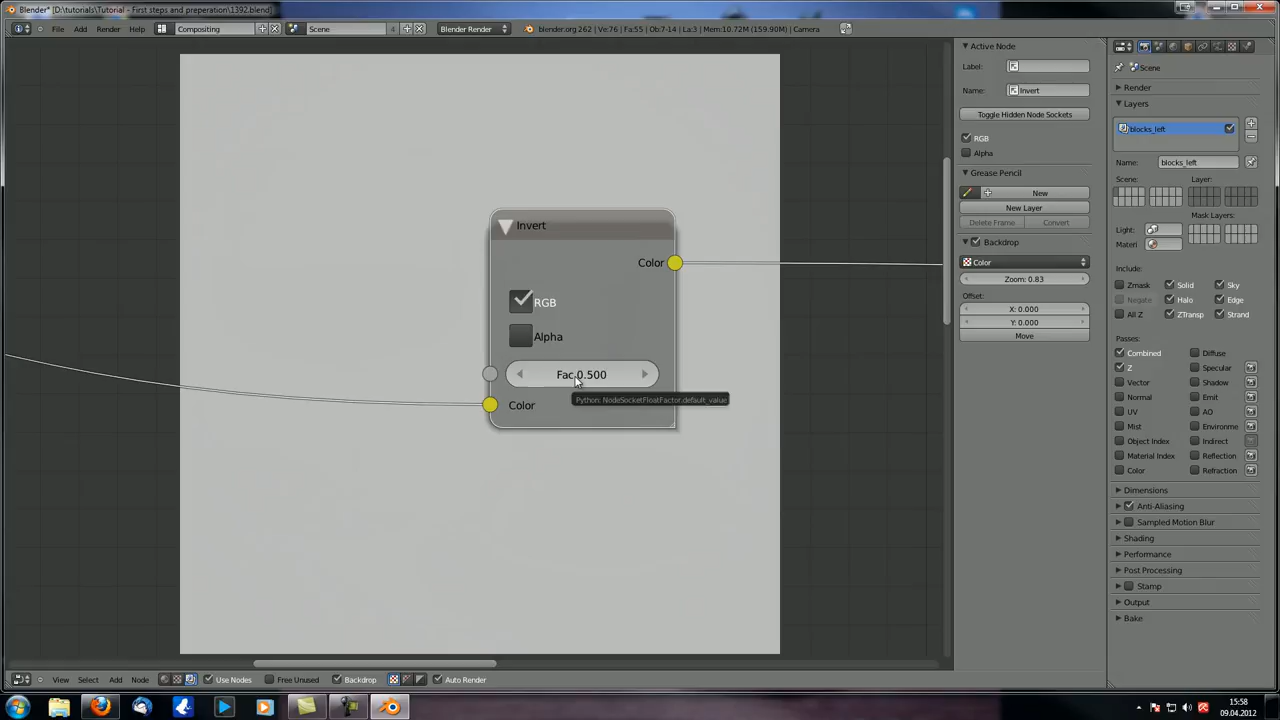 Blender* [D:\tutorials\Tutorial - First steps and preperation\1392.blend]
File Add Render Help Compositing Scene 4 Blender Render blender.org 262 | Ve:76 | Fa:55 | Ob:7-14 | La:3 | Mem:10.72M (159.90M) | Camera
Active Node
Label:
Name: Invert
Toggle Hidden Node Sockets
RGB
Alpha
Grease Pencil
New
New Layer
Delete Frame Convert
Backdrop
Color
Zoom: 0.83
Offset:
X: 0.000
Y: 0.000
Move
Invert
Color
RGB
Alpha
Fac 0.500
Python: NodeSocketFloatFactor.default_value
Color
Scene
Render
Layers
blocks_left
Name: blocks_left
Scene: Layer:
Mask Layers:
Light:
Materi
Include:
Zmask Solid Sky
Negate Halo Edge
All Z ZTransp Strand
Passes:
Combined Diffuse
Z Specular
Vector Shadow
Normal Emit
UV AO
Mist Environme
Object Index Indirect
Material Index Reflection
Color Refraction
Dimensions
Anti-Aliasing
Sampled Motion Blur
Shading
Performance
Post Processing
Stamp
Output
Bake
View Select Add Node Use Nodes Free Unused Backdrop Auto Render
15:58
09.04.2012